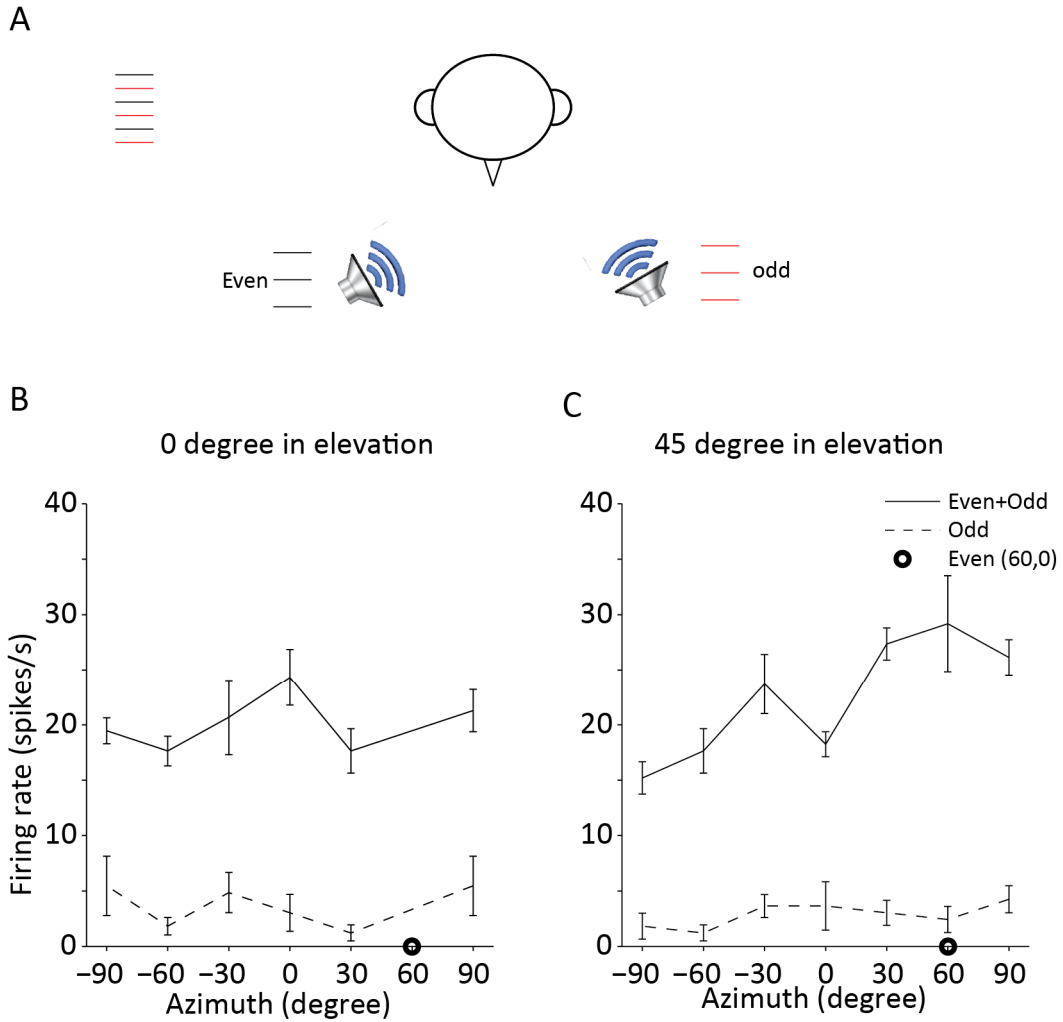 A
Even
odd
B
C
0 degree in elevation
45 degree in elevation
Even+Odd
Odd
Even (60,0)
Firing rate (spikes/s)
40
30
20
10
0
−90 −60 −30 0 30 60 90
Azimuth (degree)
40
30
20
10
0
−90 −60 −30 0 30 60 90
Azimuth (degree)